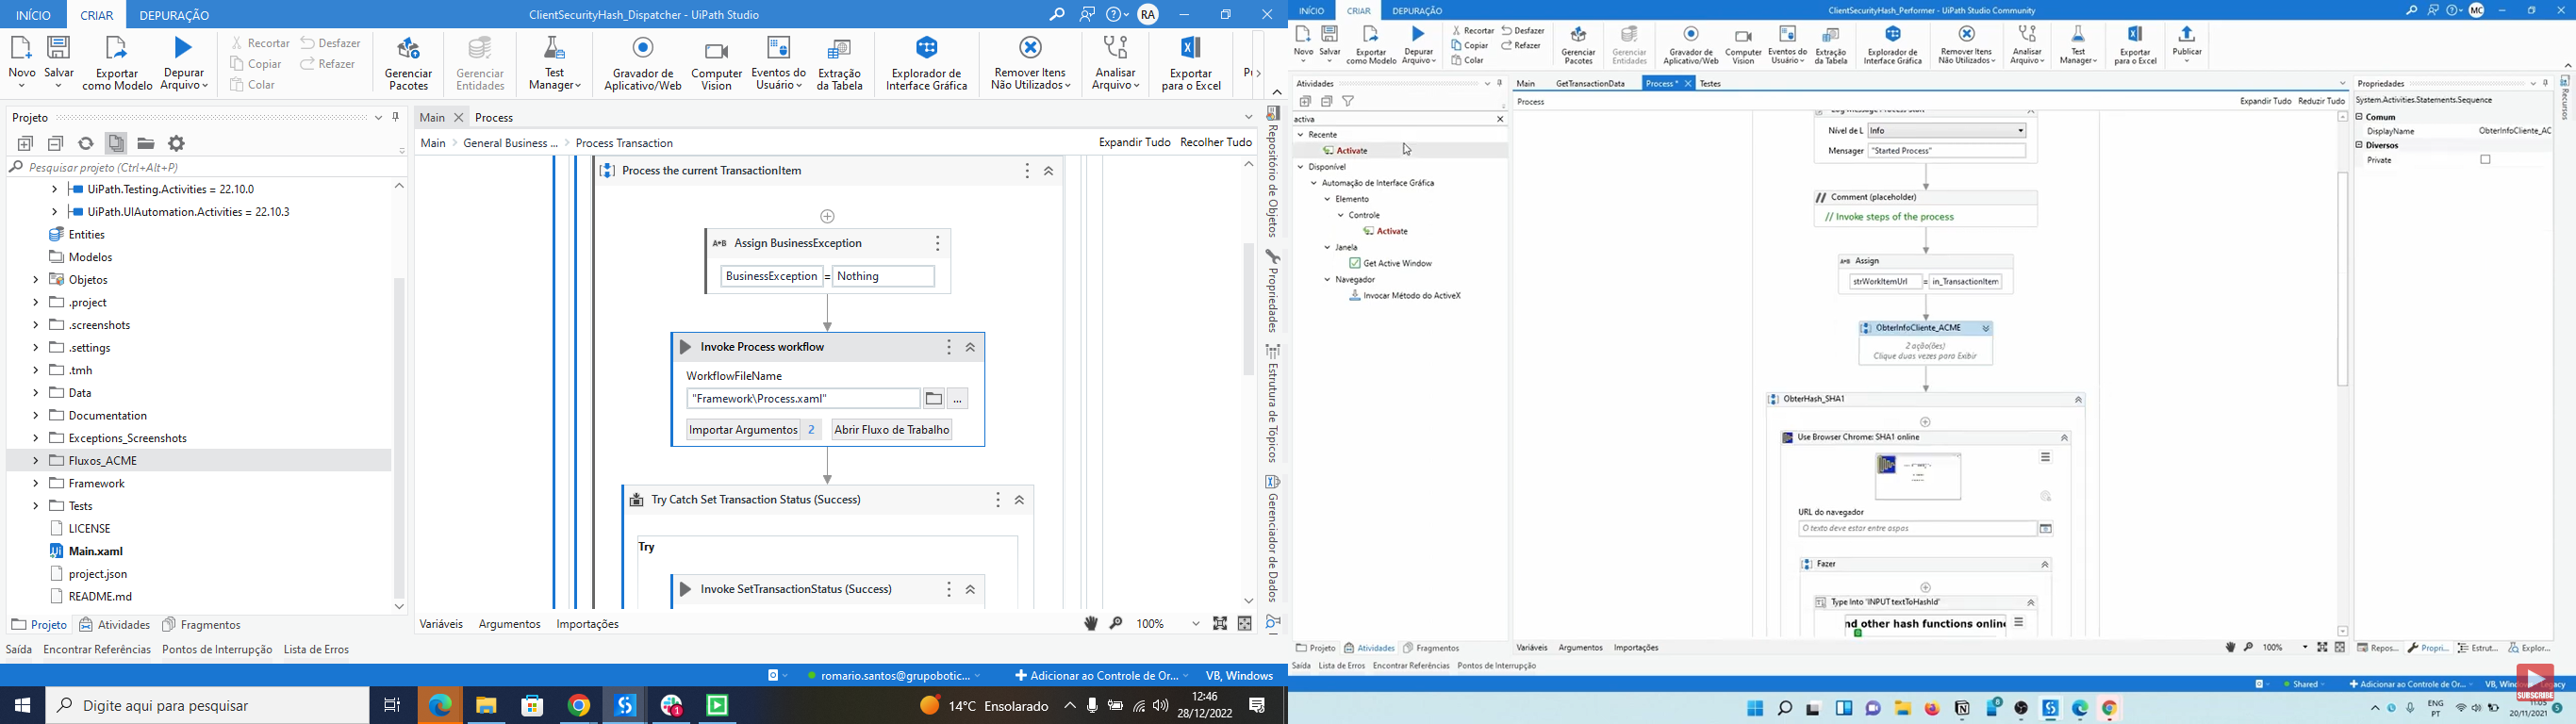 INÍCIO CRIAR DEPURAÇÃO ClientSecurityHash_Dispatcher - UiPath Studio RA
Novo Salvar Exportar como Modelo Depurar Arquivo Recortar Copiar Colar Desfazer Refazer Gerenciar Pacotes Gerenciar Entidades Test Manager Gravador de Aplicativo/Web Computer Vision Eventos do Usuário Extração da Tabela Explorador de Interface Gráfica Remover Itens Não Utilizados Analisar Arquivo Exportar para o Excel
Projeto
Pesquisar projeto (Ctrl+Alt+P)
UiPath.Testing.Activities = 22.10.0
UiPath.UIAutomation.Activities = 22.10.3
Entities
Modelos
Objetos
.project
.screenshots
.settings
.tmh
Data
Documentation
Exceptions_Screenshots
Fluxos_ACME
Framework
Tests
LICENSE
Main.xaml
project.json
README.md
Projeto Atividades Fragmentos
Saída Encontrar Referências Pontos de Interrupção Lista de Erros
Main Process
Main General Business ... Process Transaction Expandir Tudo Recolher Tudo
Process the current TransactionItem
A*B Assign BusinessException
BusinessException = Nothing
Invoke Process workflow
WorkflowFileName
"Framework\Process.xaml" ...
Importar Argumentos 2 Abrir Fluxo de Trabalho
Try Catch Set Transaction Status (Success)
Try
Invoke SetTransactionStatus (Success)
Variáveis Argumentos Importações 100%
Repositório de Objetos
Propriedades
Estrutura de Tópicos
Gerenciador de Dados
romario.santos@grupobotic... Adicionar ao Controle de Or... VB, Windows
Digite aqui para pesquisar 14°C Ensolarado 12:46
28/12/2022
INÍCIO CRIAR DEPURAÇÃO ClientSecurityHash_Performer - UiPath Studio Community MC
Novo Salvar Exportar como Modelo Depurar Arquivo Recortar Copiar Colar Desfazer Refazer Gerenciar Pacotes Gerenciar Entidades Gravador de Aplicativo/Web Computer Vision Eventos do Usuário Extração da Tabela Explorador de Interface Gráfica Remover Itens Não Utilizados Analisar Arquivo Test Manager Exportar para o Excel Publicar
Atividades
activa
Recente
Activate
Disponível
Automação de Interface Gráfica
Elemento
Controle
Activate
Janela
Get Active Window
Navegador
Invocar Método do ActiveX
Projeto Atividades Fragmentos
Saída Lista de Erros Encontrar Referências Pontos de Interrupção
Main GetTransactionData Process * Testes
Process Expandir Tudo Reduzir Tudo
Log Message Process Start
Nível de L Info
Mensager "Started Process"
// Comment (placeholder)
// Invoke steps of the process
A*B Assign
strWorkItemUrl = in_TransactionItem
ObterInfoCliente_ACME
2 ação(ões)
Clique duas vezes para Exibir
ObterHash_SHA1
Use Browser Chrome: SHA1 online
URL do navegador
O texto deve estar entre aspas
Fazer
Type Into 'INPUT textToHashId'
nd other hash functions online
Variáveis Argumentos Importações 100%
Propriedades
System.Activities.Statements.Sequence
Comum
DisplayName ObterInfoCliente_AC
Diversos
Private
Recursos
Repos... Propri... Estrut... Explor...
Shared Adicionar ao Controle de Or... VB, Legacy
SUBSCRIBE
ENG
PT 11:05
20/11/2021